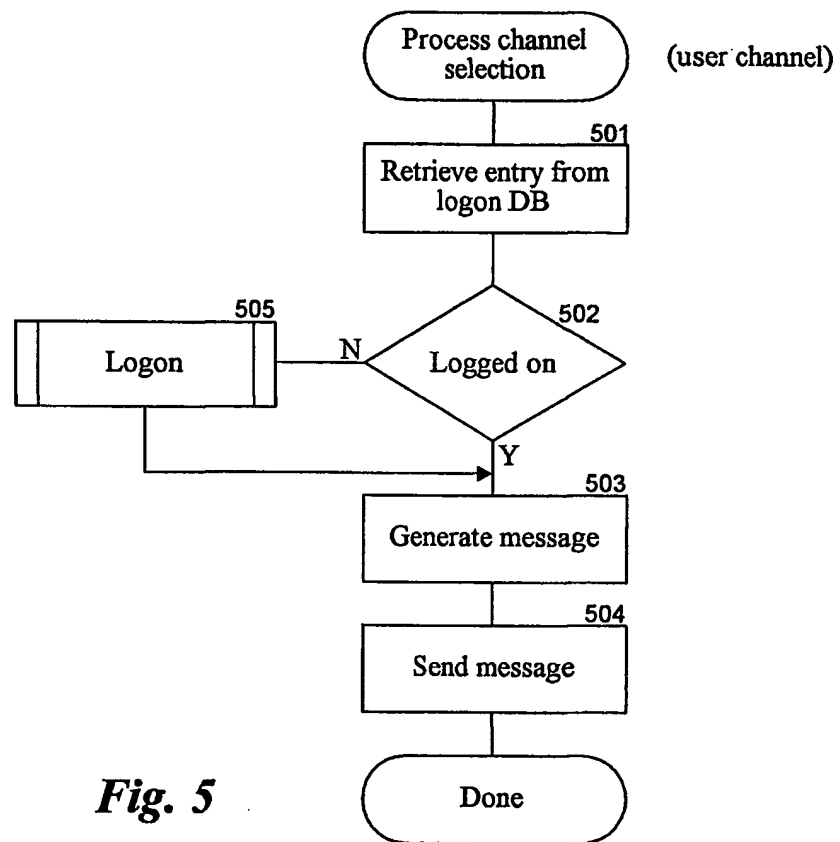 Process channel
selection
(user channel)
501
Retrieve entry from
logon DB
505
502
Logon
N
Logged on
Y
503
Generate message
504
Send message
Fig. 5
Done